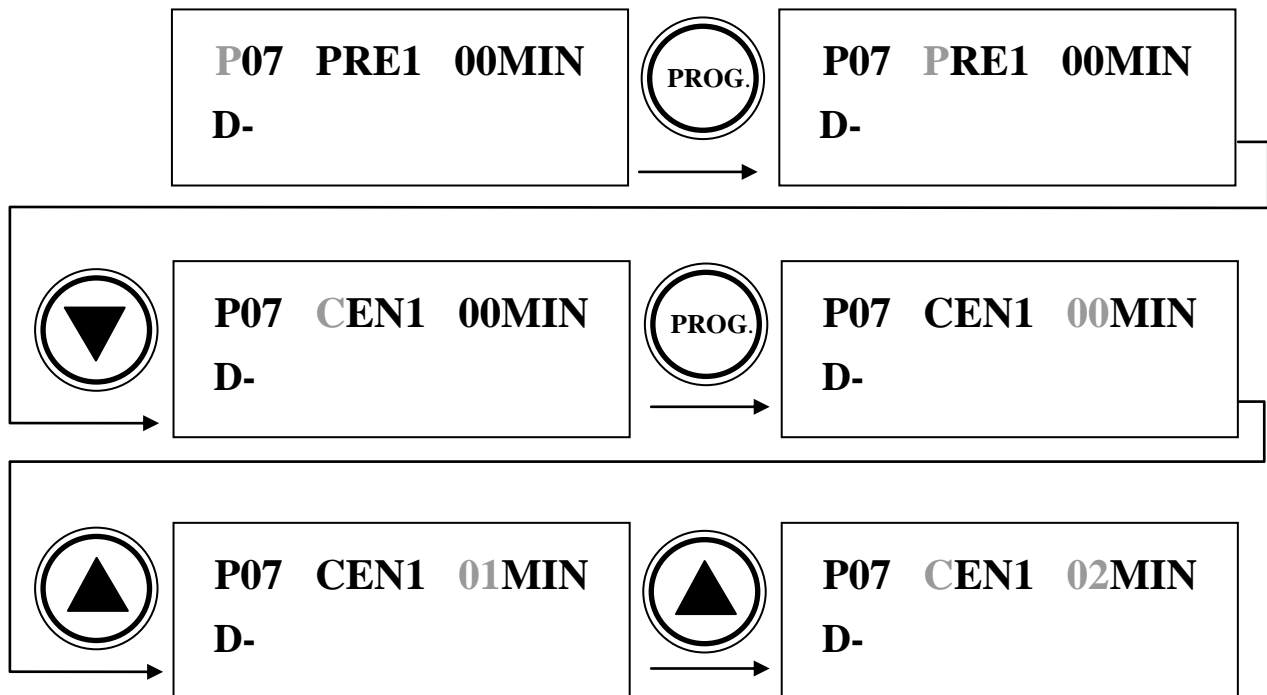 P07 PRE1 00MIN
D-
PROG.
P07 PRE1 00MIN
D-
P07 CEN1 00MIN
D-
PROG.
P07 CEN1 00MIN
D-
P07 CEN1 01MIN
D-
P07 CEN1 02MIN
D-